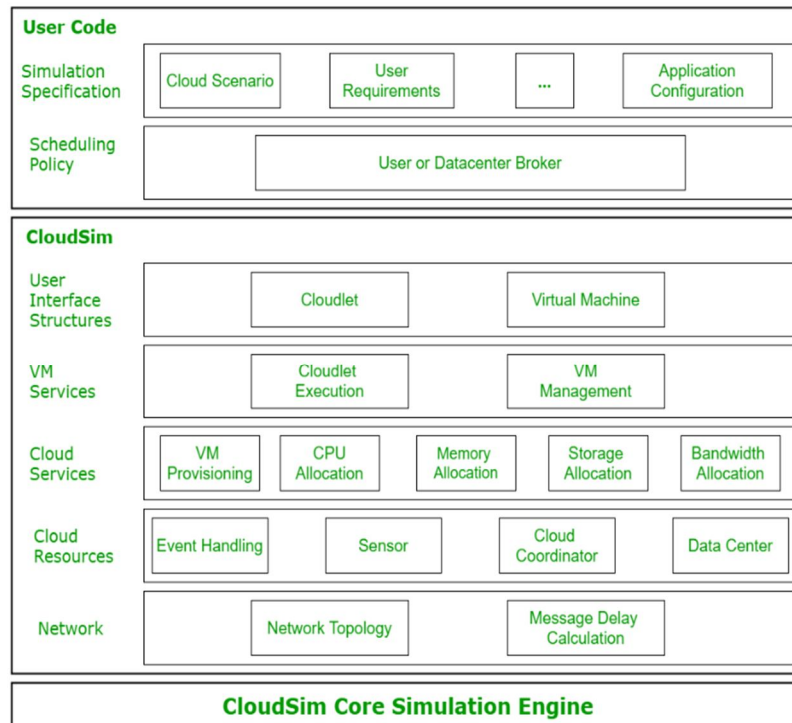 User Code
Simulation
Specification
Cloud Scenario
User
Requirements
...
Application
Configuration
Scheduling
Policy
User or Datacenter Broker
CloudSim
User
Interface
Structures
Cloudlet
Virtual Machine
VM
Services
Cloudlet
Execution
VM
Management
Cloud
Services
VM
Provisioning
CPU
Allocation
Memory
Allocation
Storage
Allocation
Bandwidth
Allocation
Cloud
Resources
Event Handling
Sensor
Cloud
Coordinator
Data Center
Network
Network Topology
Message Delay
Calculation
CloudSim Core Simulation Engine